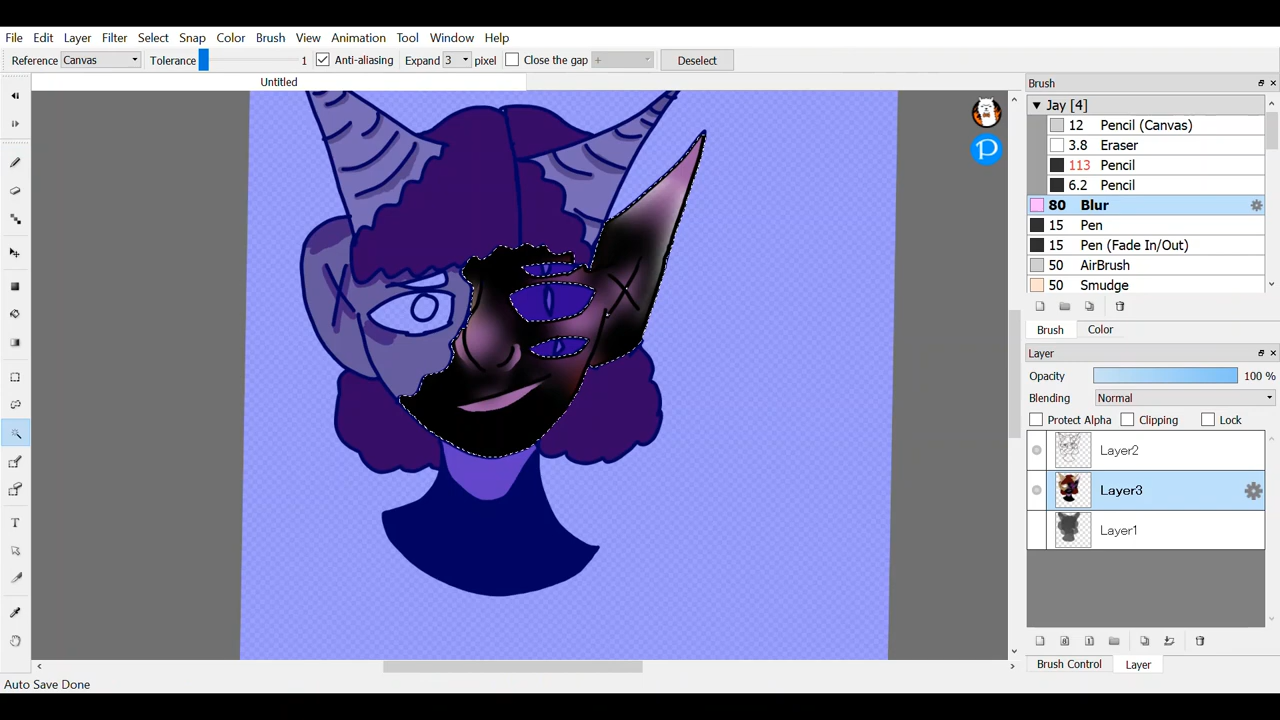 File Edit Layer Filter Select Snap Color Brush View Animation Tool Window Help
Reference Canvas Tolerance 1 Anti-aliasing Expand 3 pixel Close the gap + Deselect
Untitled
Brush
Jay [4]
12 Pencil (Canvas)
3.8 Eraser
113 Pencil
6.2 Pencil
80 Blur
15 Pen
15 Pen (Fade In/Out)
50 AirBrush
50 Smudge
Brush Color
Layer
Opacity 100 %
Blending Normal
Protect Alpha Clipping Lock
Layer2
Layer3
Layer1
Brush Control Layer
Auto Save Done